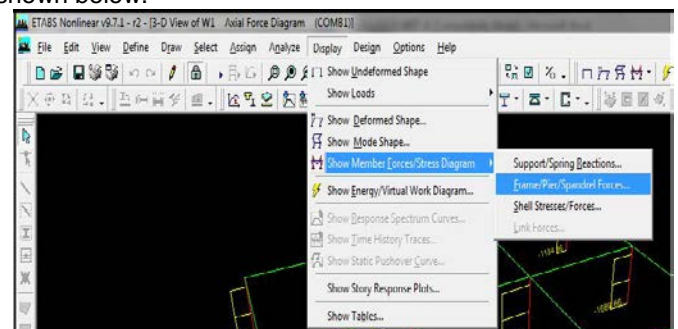 shown below.
ETABS Nonlinear v9.7.1 - r2 - [3-D View of W1 Axial Force Diagram (COMB1)]
File Edit View Define Draw Select Assign Analyze Display Design Options Help
Show Undeformed Shape
Show Loads
Show Deformed Shape...
Show Mode Shape...
Show Member Forces/Stress Diagram
Support/Spring Reactions...
Show Energy/Virtual Work Diagram...
Frame/Pier/Spandrel Forces...
Show Response Spectrum Curves...
Shell Stresses/Forces...
Show Time History Traces...
Link Forces...
Show Static Pushover Curve...
Show Story Response Plots...
Show Tables...